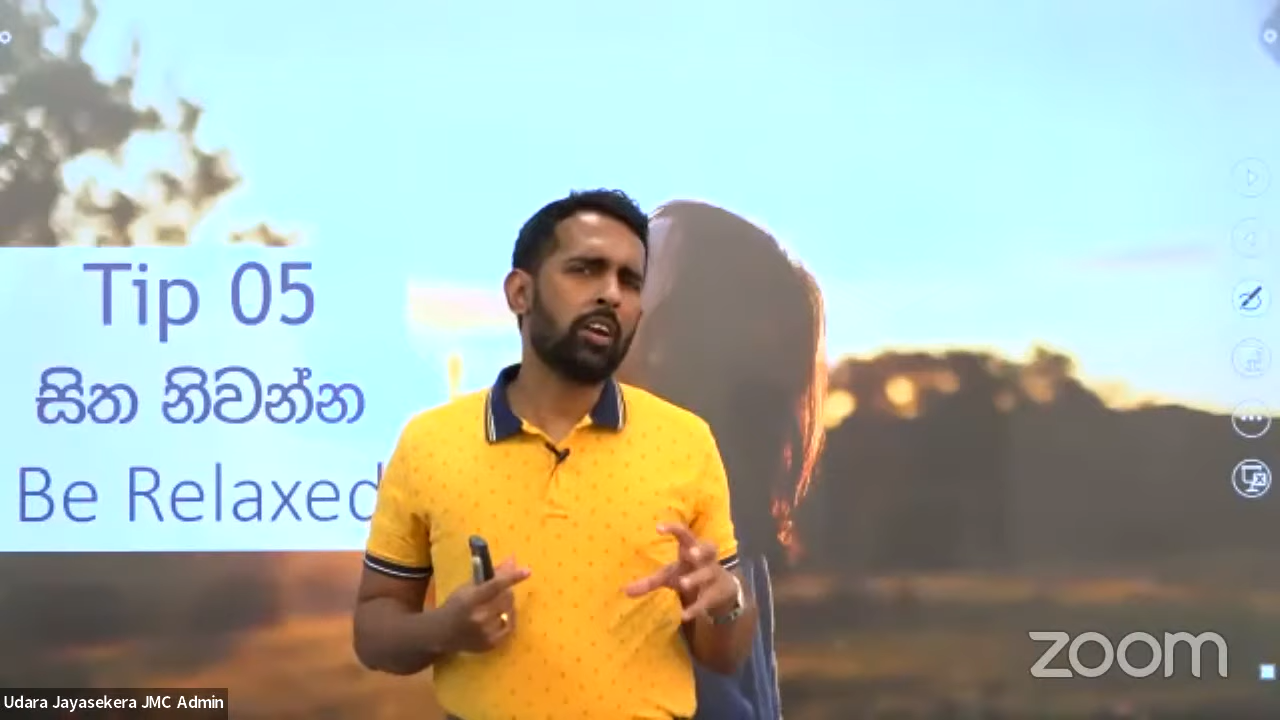 Tip 05
සිත නිවන්න
Be Relaxed
zoom
Udara Jayasekera JMC Admin